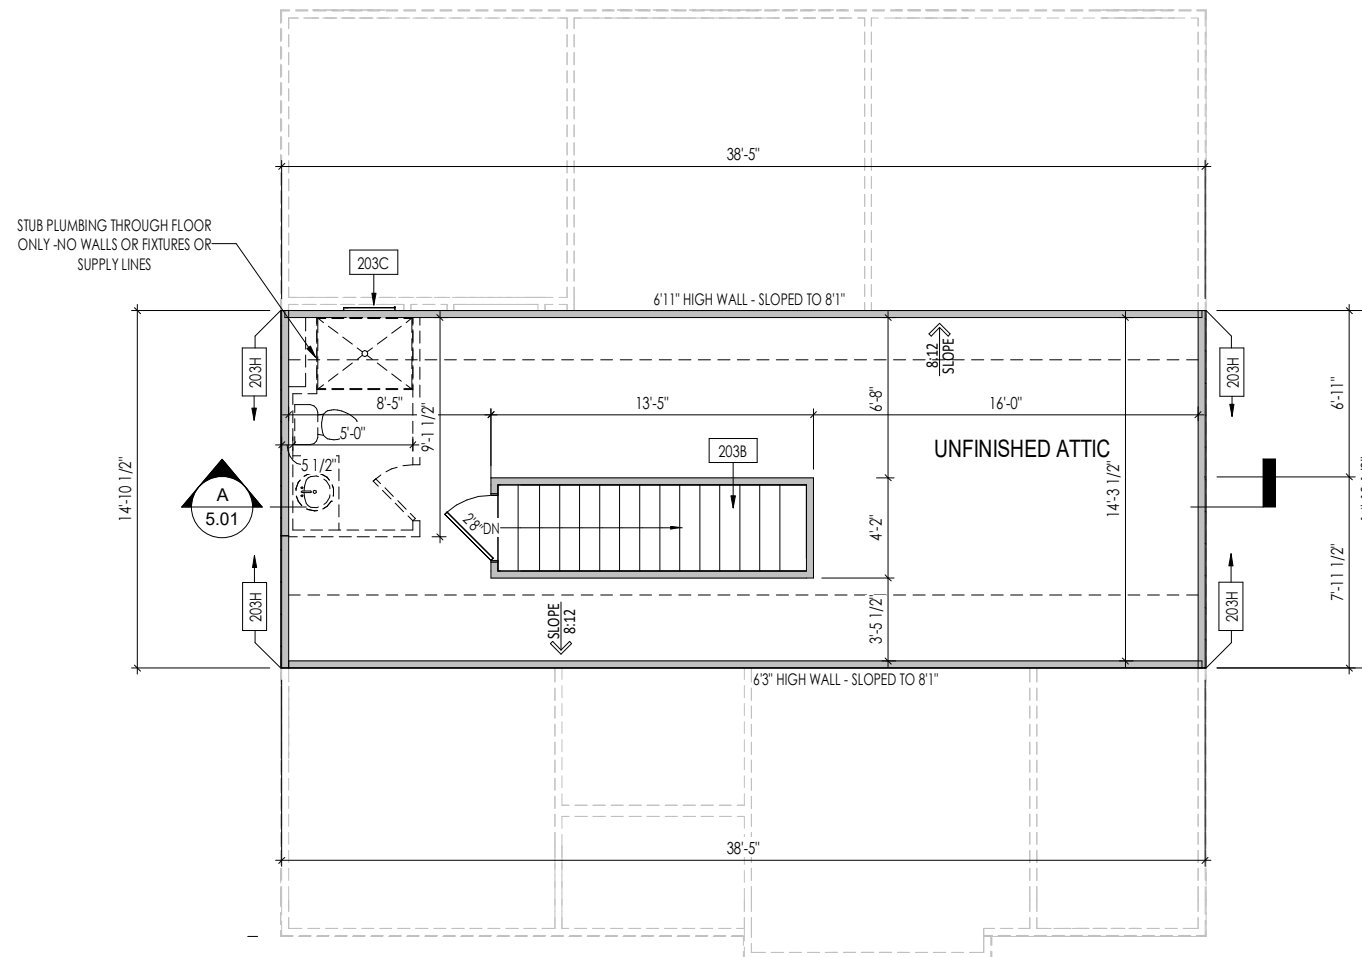 38'-5"
STUB PLUMBING THROUGH FLOOR
ONLY -NO WALLS OR FIXTURES OR
SUPPLY LINES
203C
6'11" HIGH WALL - SLOPED TO 8'1"
203H
8:12
SLOPE
203H
8'-5"
13'-5"
16'-0"
6'-8"
6'-11"
9'-1 1/2"
5'-0"
UNFINISHED ATTIC
203B
5 1/2"
14'-10 1/2"
A
5.01
2'8"
DN
4'-2"
14'-3 1/2"
203H
SLOPE
8:12
3'-5 1/2"
7'-11 1/2"
203H
6'3" HIGH WALL - SLOPED TO 8'1"
38'-5"